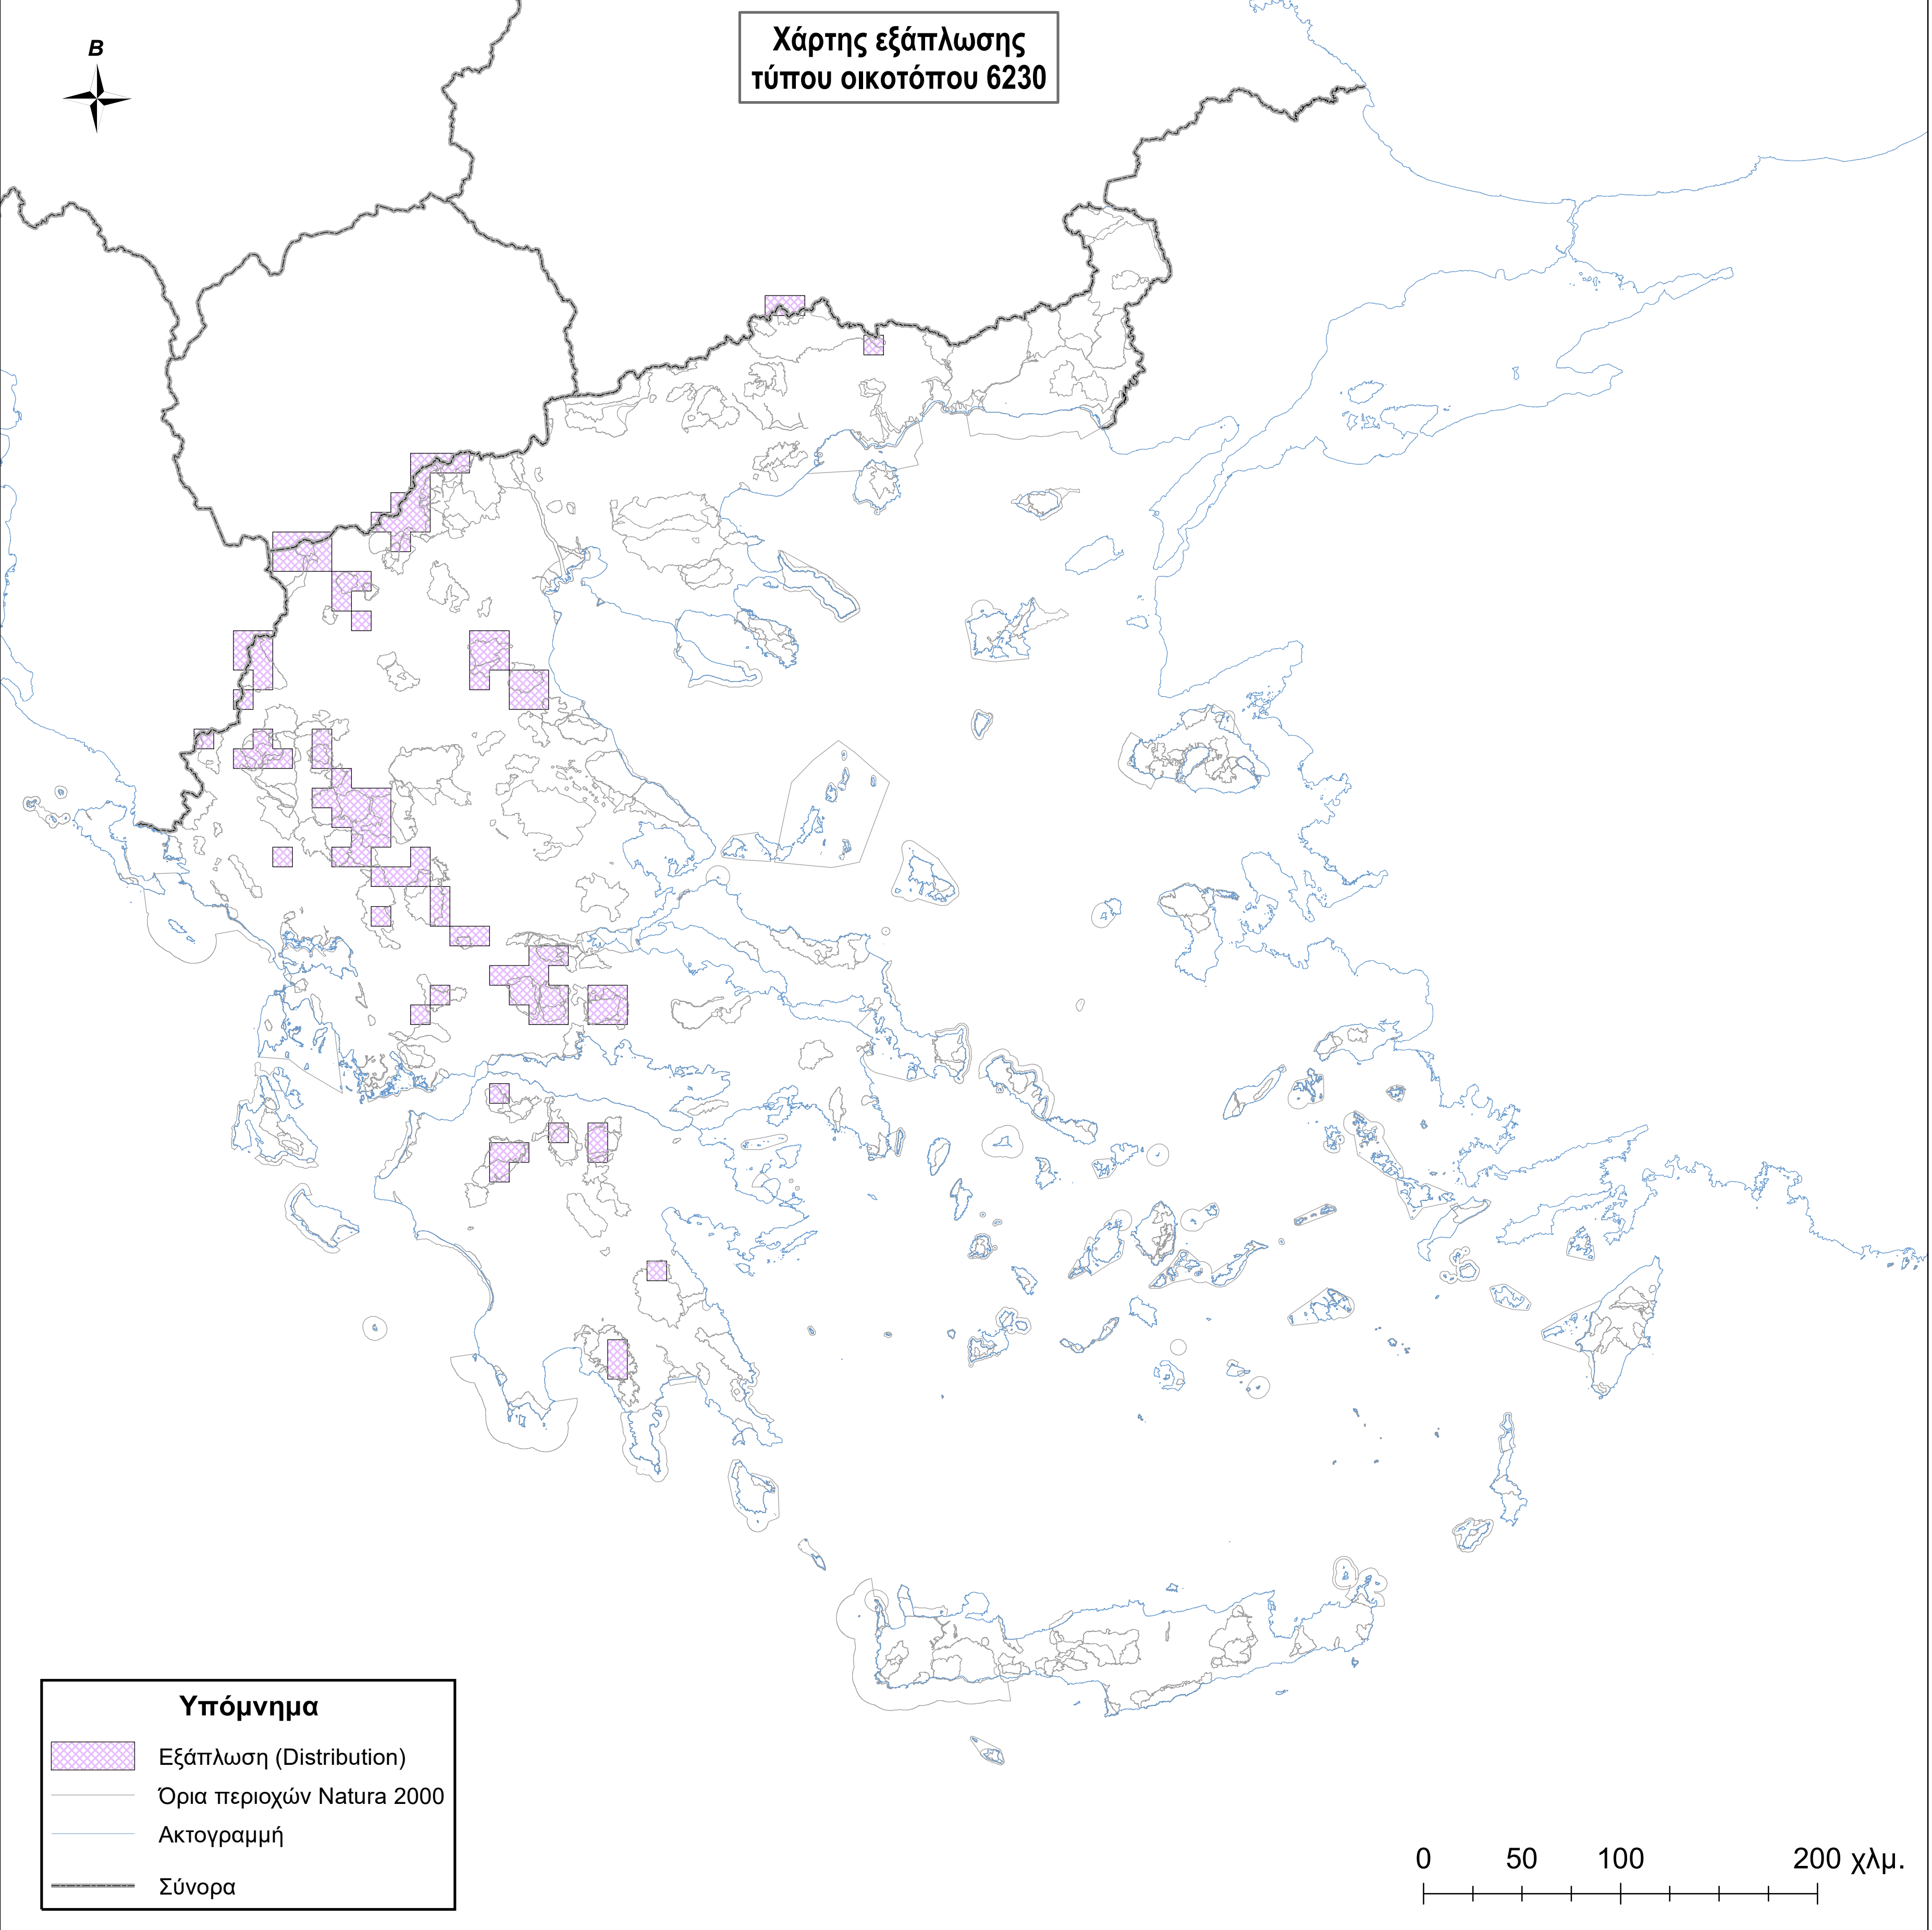 Β
Χάρτης εξάπλωσης
τύπου οικοτόπου 6230
Υπόμνημα
Εξάπλωση (Distribution)
Όρια περιοχών Natura 2000
Ακτογραμμή
Σύνορα
0 50 100 200 χλμ.